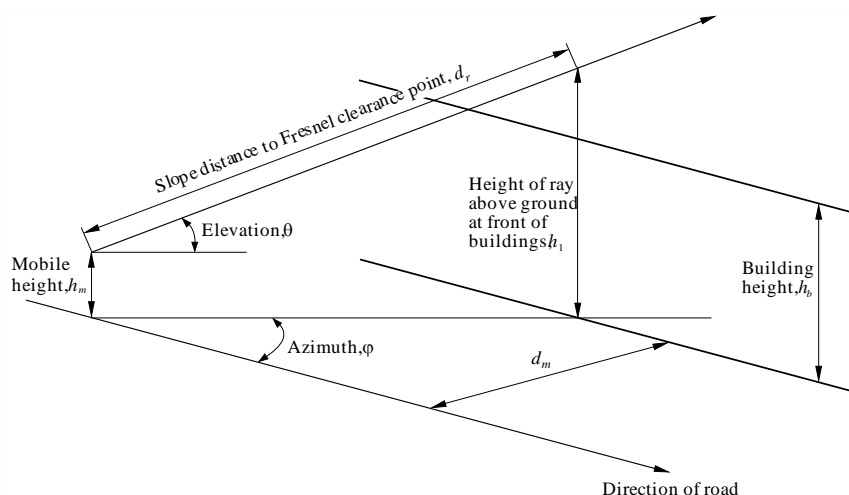 Slope distance to Fresnel clearance point, d_r
Height of ray
above ground
at front of
buildings,h_1
Elevation,θ
Mobile
height,h_m
Building
height,h_b
Azimuth,φ
d_m
Direction of road